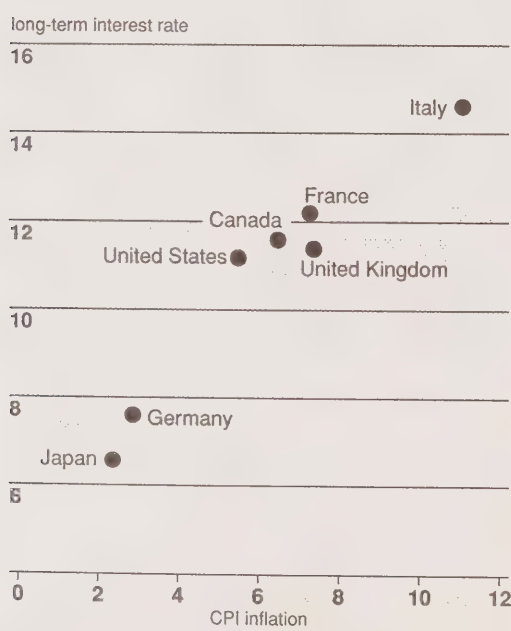 long-term interest rate
16
Italy
14
France
Canada
12
United States
United Kingdom
10
8
Germany
Japan
6
0 2 4 6 8 10 12
CPI inflation